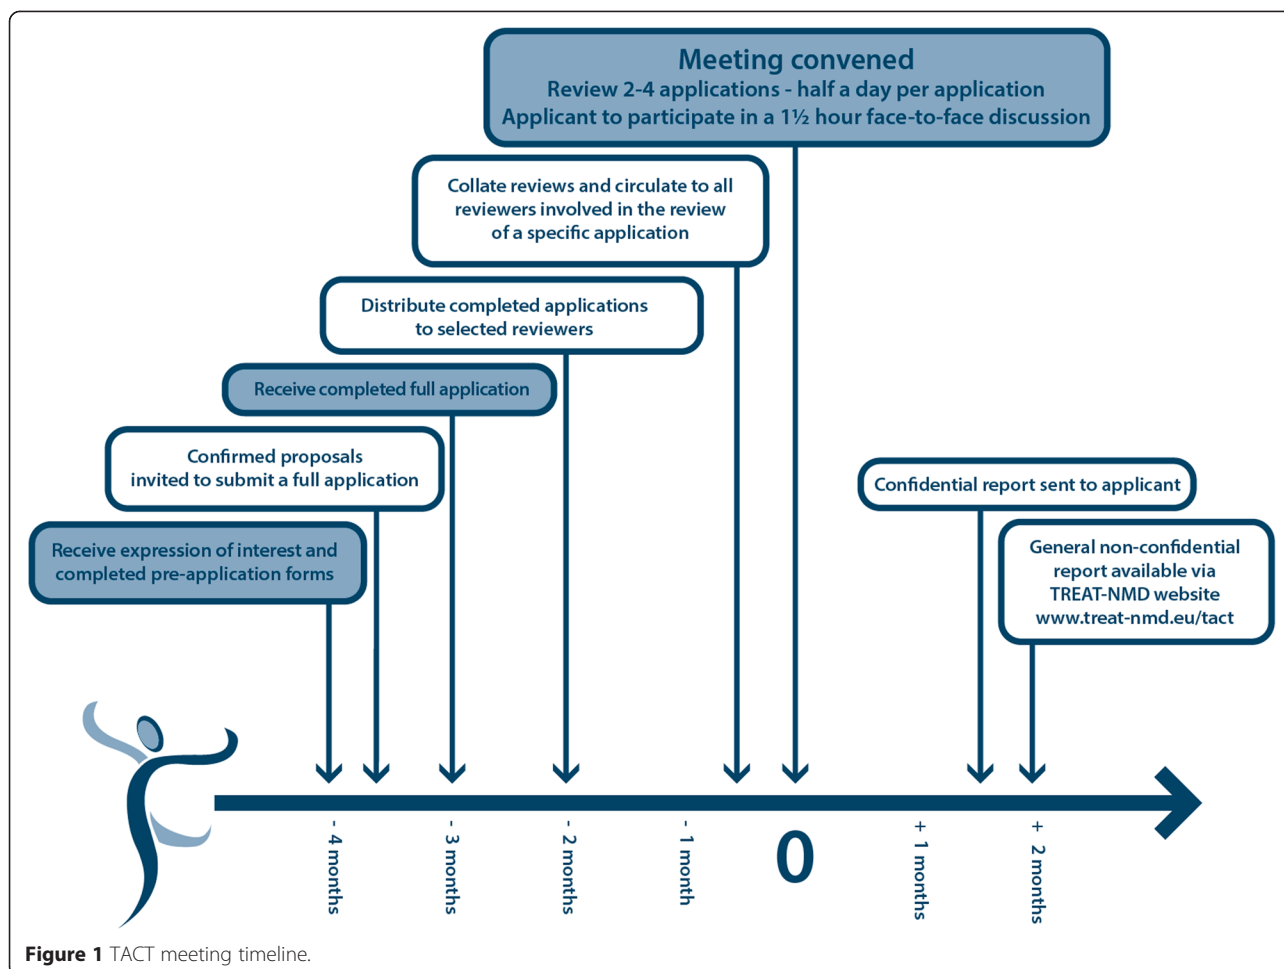 Meeting convened
Review 2-4 applications - half a day per application
Applicant to participate in a 1½ hour face-to-face discussion
Collate reviews and circulate to all
reviewers involved in the review
of a specific application
Distribute completed applications
to selected reviewers
Receive completed full application
Confirmed proposals
invited to submit a full application
Receive expression of interest and
completed pre-application forms
Confidential report sent to applicant
General non-confidential
report available via
TREAT-NMD website
www.treat-nmd.eu/tact
- 4 months
- 3 months
- 2 months
- 1 month
0
+ 1 months
+ 2 months
Figure 1 TACT meeting timeline.